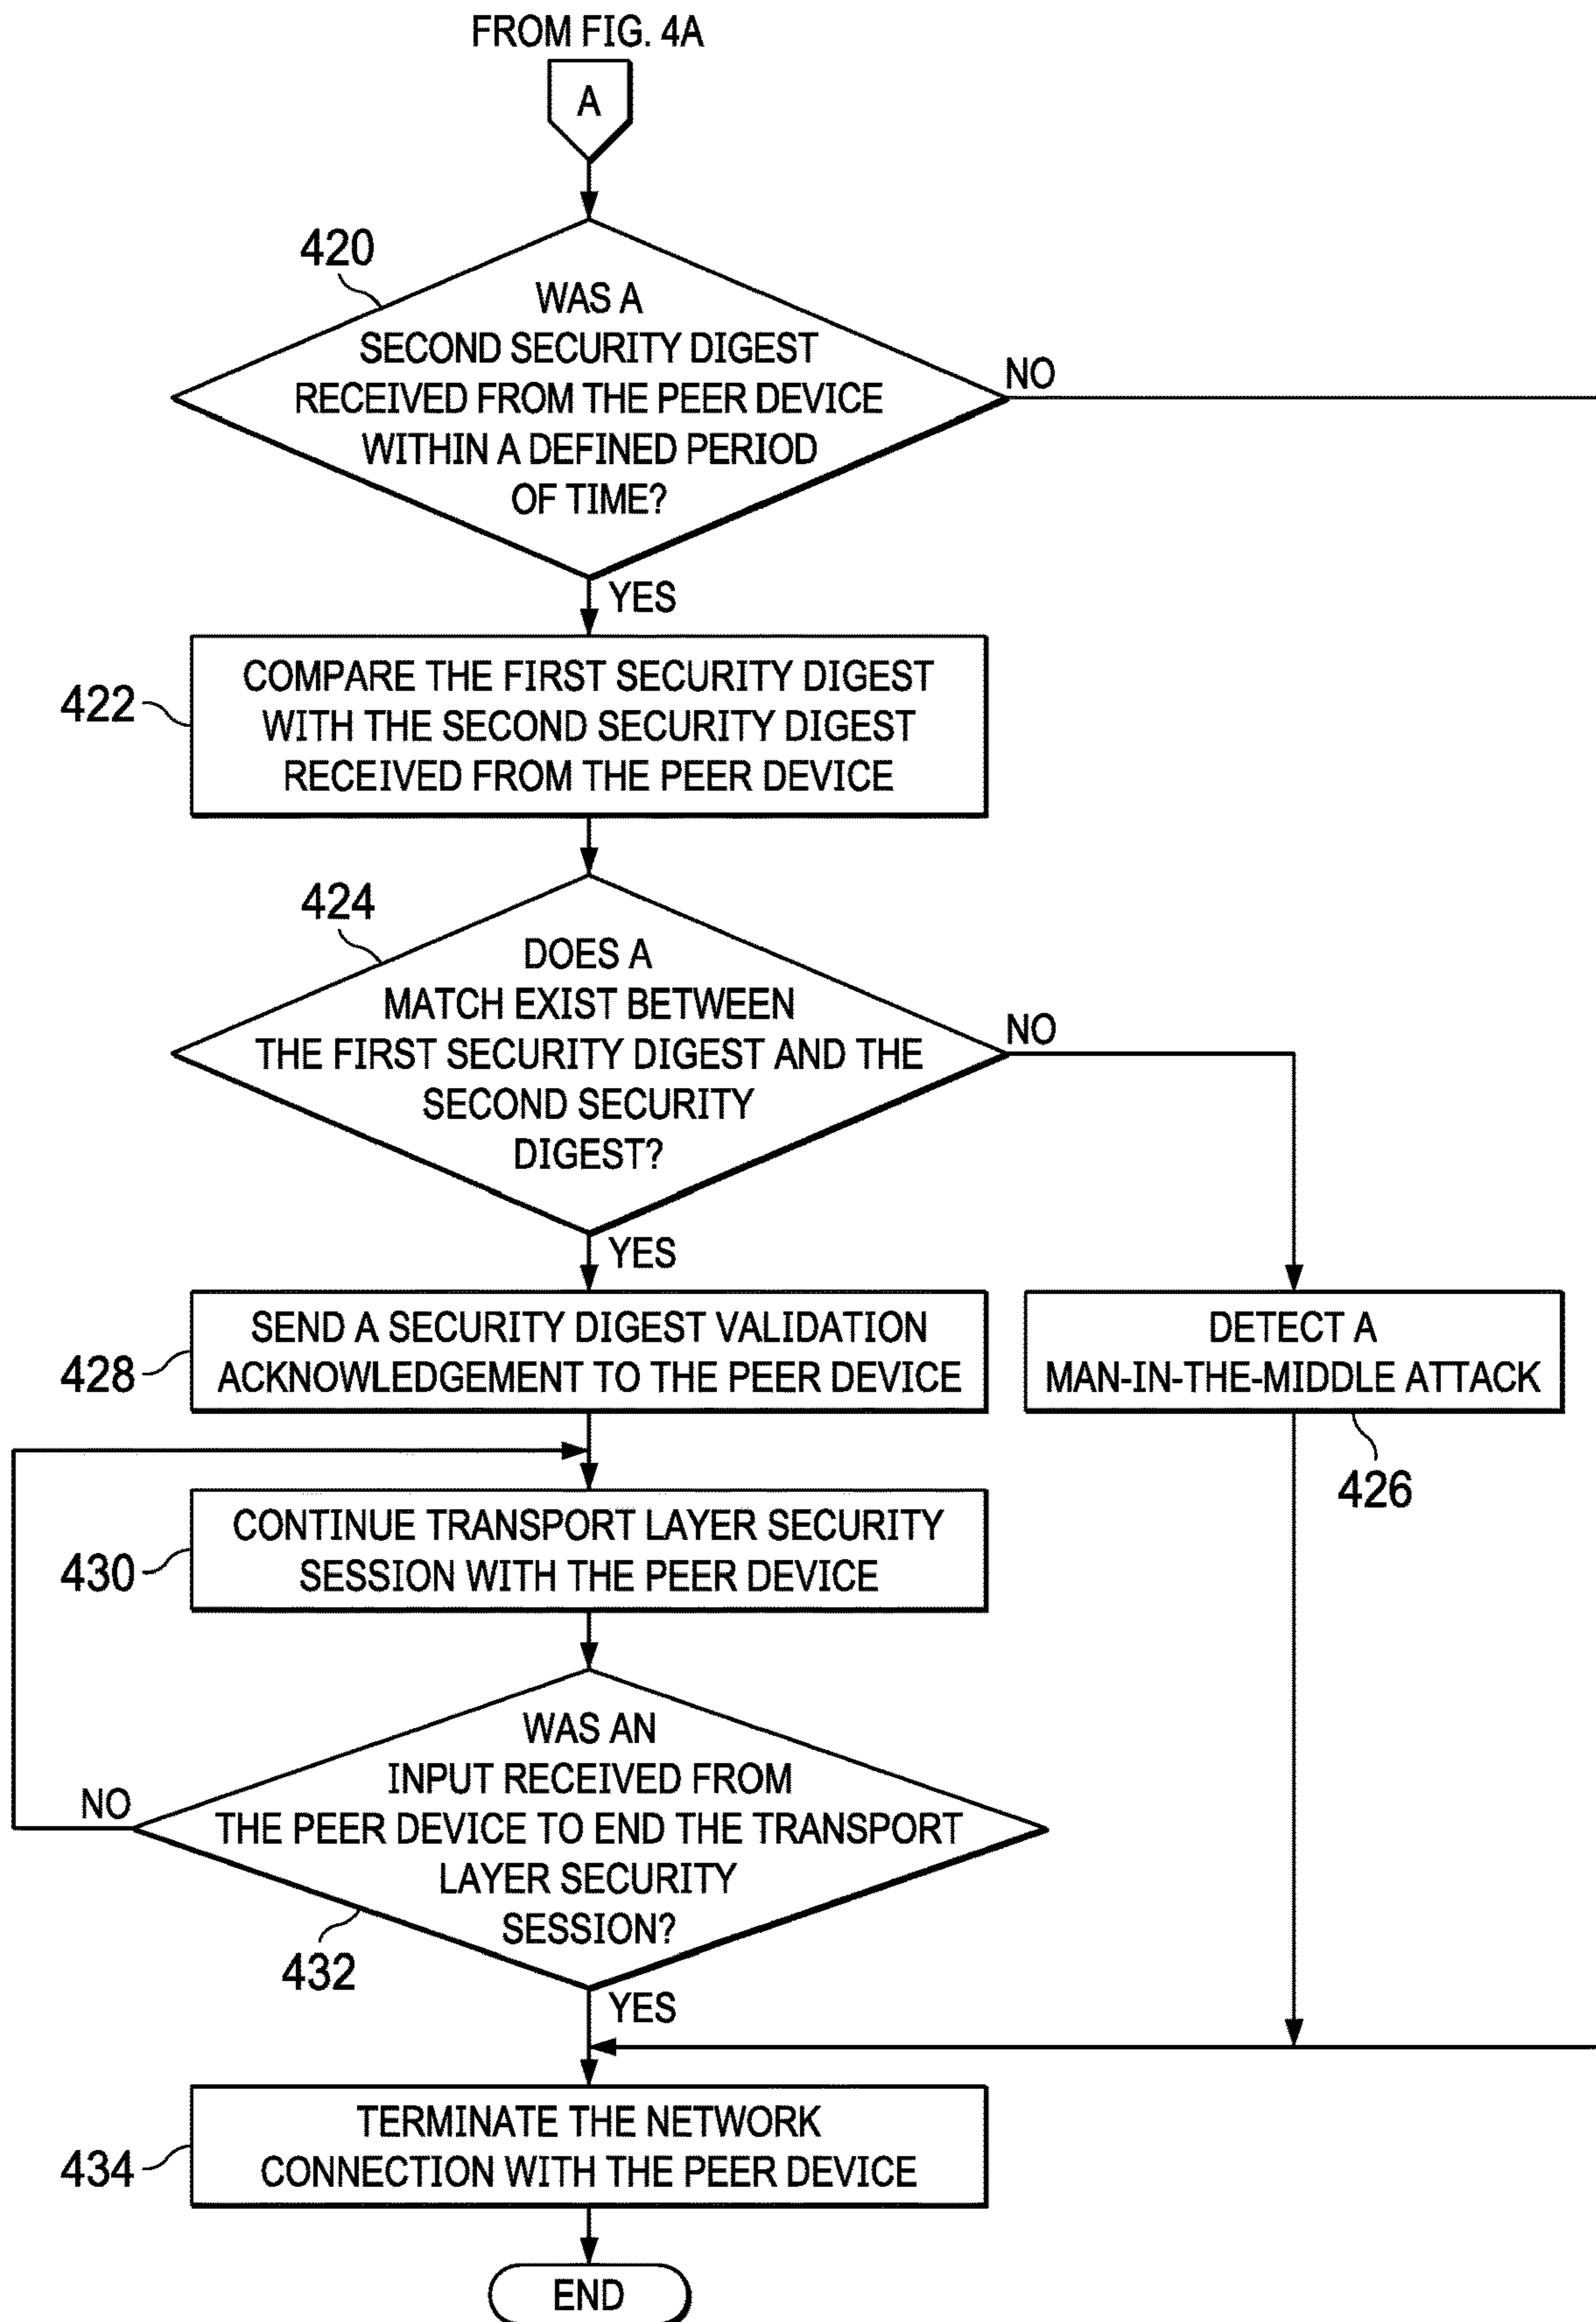 FROM FIG. 4A
A
420
WAS A
SECOND SECURITY DIGEST
RECEIVED FROM THE PEER DEVICE
WITHIN A DEFINED PERIOD
OF TIME?
NO
YES
422
COMPARE THE FIRST SECURITY DIGEST
WITH THE SECOND SECURITY DIGEST
RECEIVED FROM THE PEER DEVICE
424
DOES A
MATCH EXIST BETWEEN
THE FIRST SECURITY DIGEST AND THE
SECOND SECURITY
DIGEST?
NO
YES
428
SEND A SECURITY DIGEST VALIDATION
ACKNOWLEDGEMENT TO THE PEER DEVICE
DETECT A
MAN-IN-THE-MIDDLE ATTACK
426
430
CONTINUE TRANSPORT LAYER SECURITY
SESSION WITH THE PEER DEVICE
WAS AN
INPUT RECEIVED FROM
THE PEER DEVICE TO END THE TRANSPORT
LAYER SECURITY
SESSION?
NO
432
YES
434
TERMINATE THE NETWORK
CONNECTION WITH THE PEER DEVICE
END